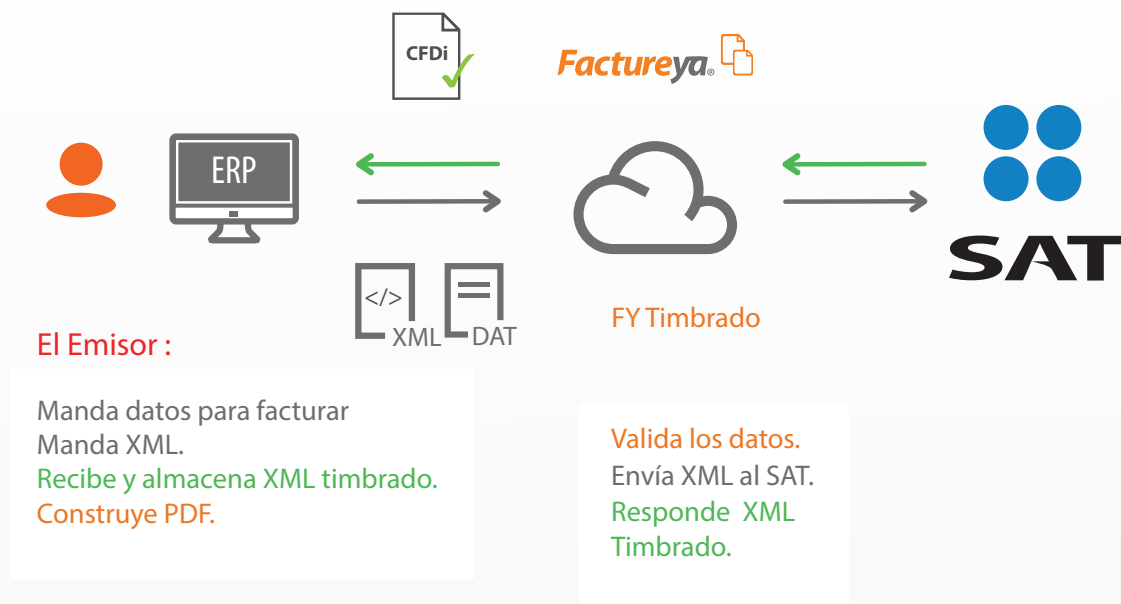 CFDi
Factureya®
ERP
</>
XML
DAT
SAT
FY Timbrado
El Emisor :
Manda datos para facturar
Manda XML.
Recibe y almacena XML timbrado.
Construye PDF.
Valida los datos.
Envía XML al SAT.
Responde XML
Timbrado.